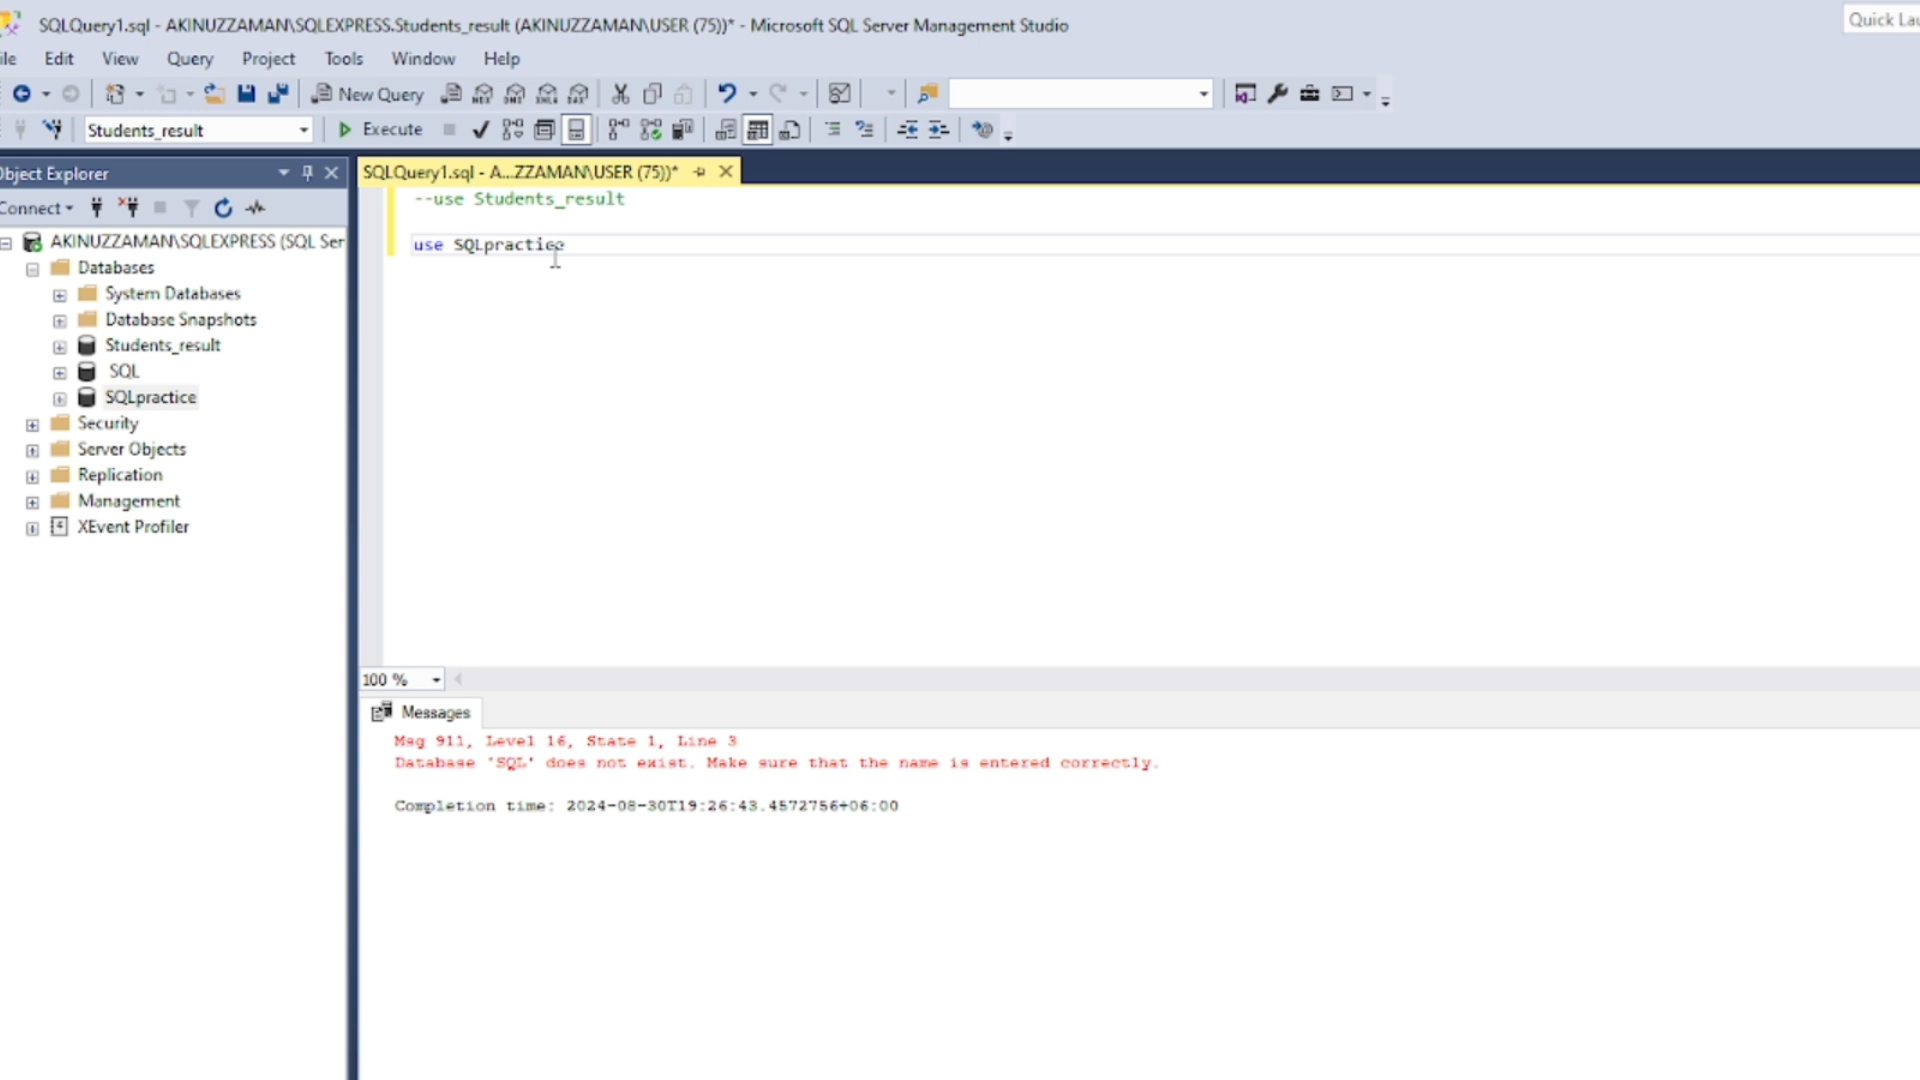 SQLQuery1.sql - AKINUZZAMAN\SQLEXPRESS.Students_result (AKINUZZAMAN\USER (75))* - Microsoft SQL Server Management Studio
Quick Lau
ile Edit View Query Project Tools Window Help
New Query
Students_result
Execute
Object Explorer
SQLQuery1.sql - A...ZZAMAN\USER (75))*
--use Students_result
Connect
use SQLpractice
AKINUZZAMAN\SQLEXPRESS (SQL Ser
Databases
System Databases
Database Snapshots
Students_result
SQL
SQLpractice
Security
Server Objects
Replication
Management
XEvent Profiler
100 %
Messages
Msg 911, Level 16, State 1, Line 3
Database 'SQL' does not exist. Make sure that the name is entered correctly.
Completion time: 2024-08-30T19:26:43.4572756+06:00